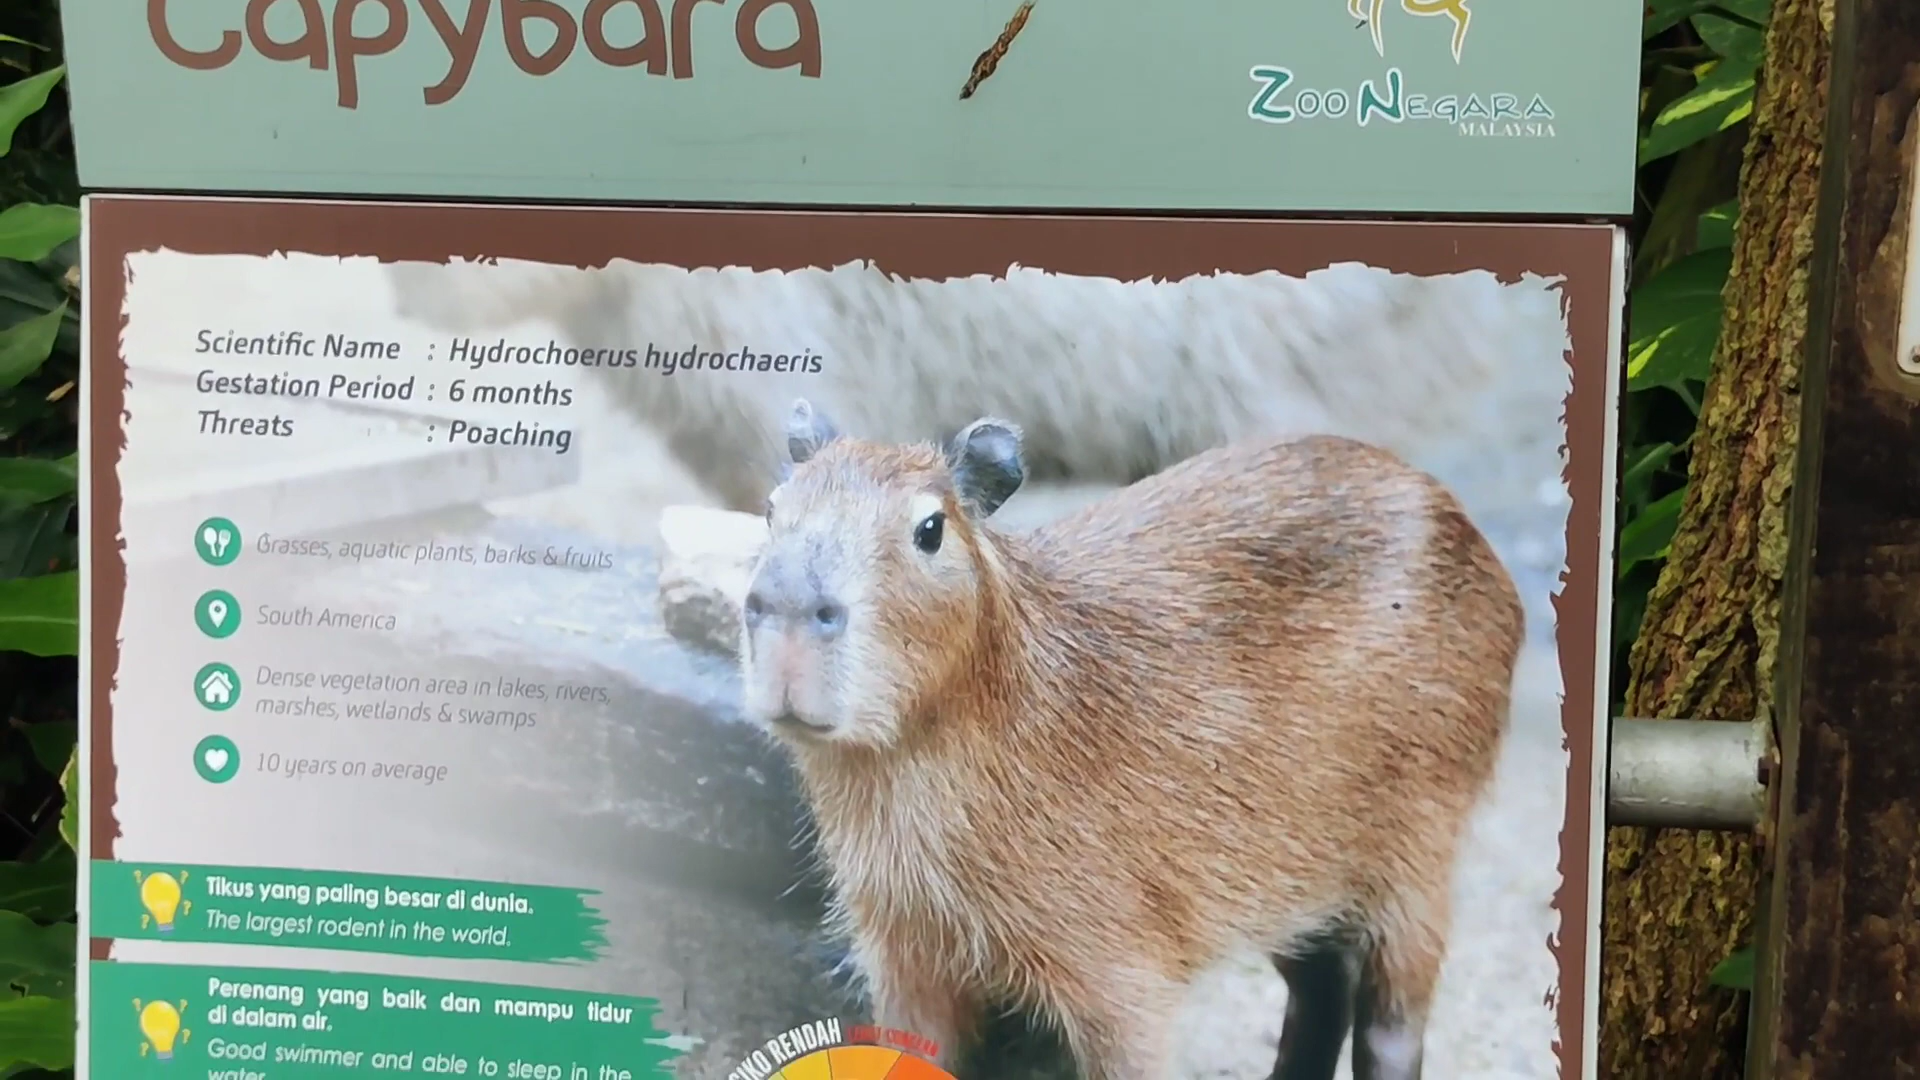 Capybara
ZOO NEGARA
MALAYSIA
Scientific Name : Hydrochoerus hydrochaeris
Gestation Period : 6 months
Threats : Poaching
Grasses, aquatic plants, barks & fruits
South America
Dense vegetation area in lakes, rivers,
marshes, wetlands & swamps
10 years on average
Tikus yang paling besar di dunia.
The largest rodent in the world.
Perenang yang baik dan mampu tidur
di dalam air.
Good swimmer and able to sleep in the
water.
RENDAH